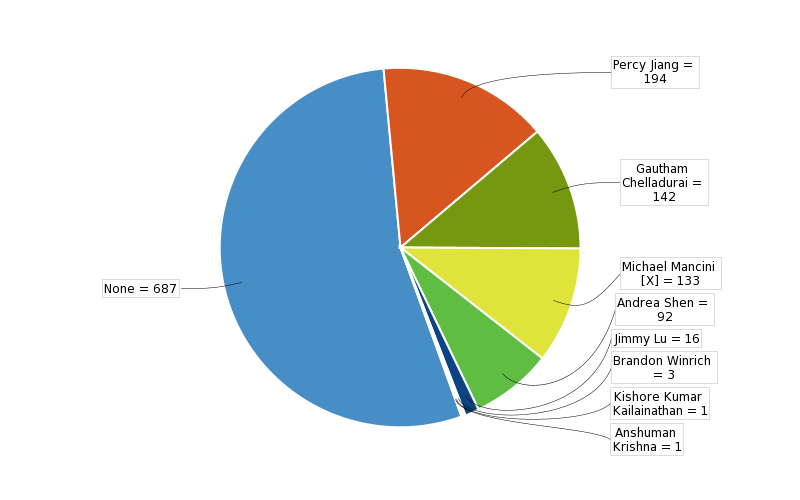 Percy Jiang =
194
Gautham
Chelladurai =
142
Michael Mancini
[X] = 133
None = 687
Andrea Shen =
92
Jimmy Lu = 16
Brandon Winrich
= 3
Kishore Kumar
Kailainathan = 1
Anshuman
Krishna = 1